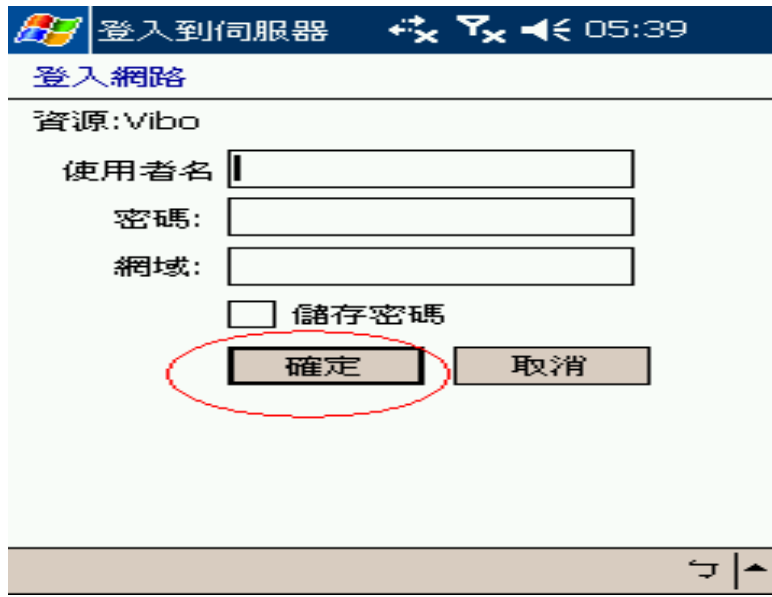 登入到伺服器 05:39
登入網路
資源:Vibo
使用者名
密碼:
網域:
儲存密碼
確定 取消
ㄅ